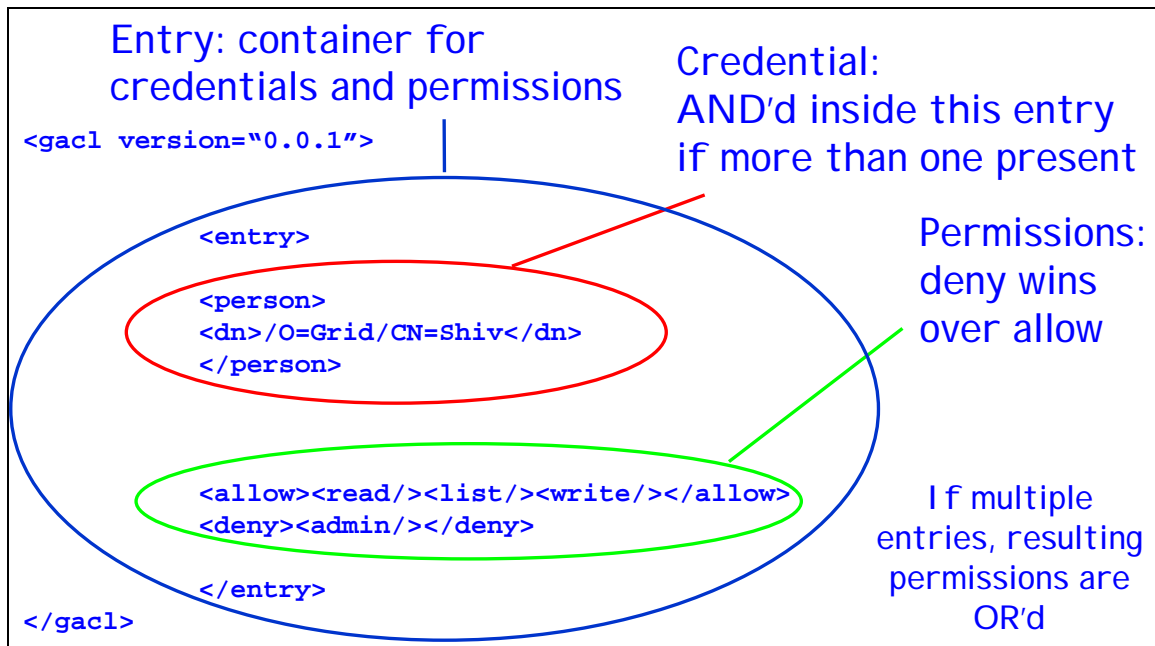 Entry: container for
credentials and permissions
Credential:
AND'd inside this entry
if more than one present
<gacl version=“0.0.1”>
<entry>
Permissions:
deny wins
over allow
<person>
<dn>/O=Grid/CN=Shiv</dn>
</person>
<allow><read/><list/><write/></allow>
<deny><admin/></deny>
If multiple
entries, resulting
permissions are
OR'd
</entry>
</gacl>